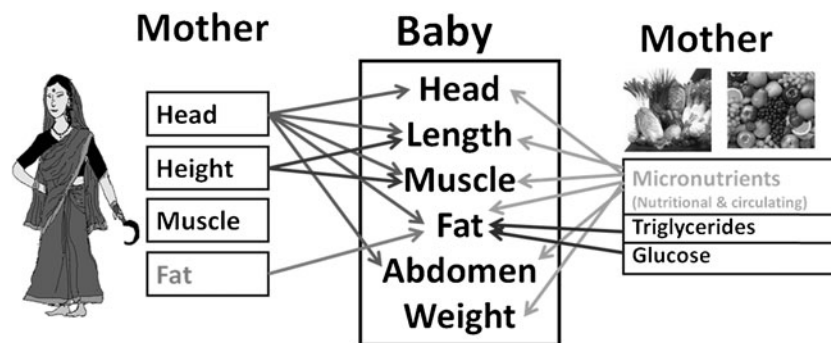 Mother
Head
Height
Muscle
Fat
Baby
Head
Length
Muscle
Fat
Abdomen
Weight
Mother
Micronutrients
(Nutritional & circulating)
Triglycerides
Glucose